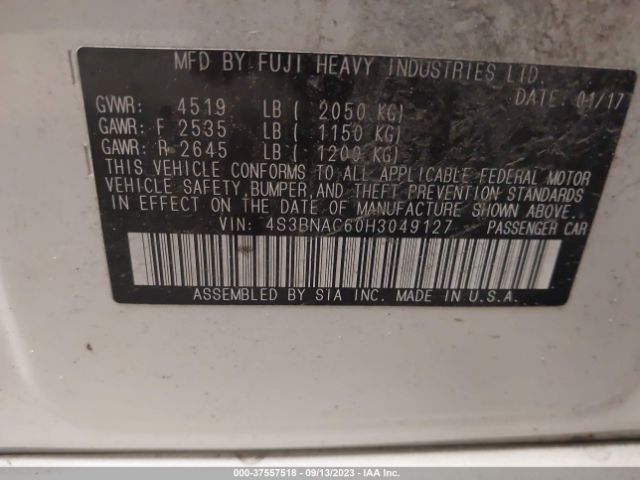 MFD BY FUJI HEAVY INDUSTRIES LTD.
DATE: 01/17
GVWR: 4519 LB ( 2050 KG)
GAWR: F 2535 LB ( 1150 KG)
GAWR: R 2645 LB ( 1200 KG)
THIS VEHICLE CONFORMS TO ALL APPLICABLE FEDERAL MOTOR
VEHICLE SAFETY, BUMPER, AND THEFT PREVENTION STANDARDS
IN EFFECT ON THE DATE OF MANUFACTURE SHOWN ABOVE.
VIN: 4S3BNAC60H3049127 PASSENGER CAR
ASSEMBLED BY SIA INC. MADE IN U.S.A.
000-37557518 - 09/13/2023 - IAA Inc.